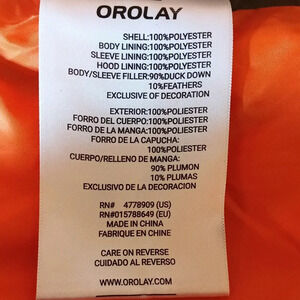 OROLAY
SHELL:100%POLYESTER
BODY LINING:100%POLYESTER
SLEEVE LINING:100%POLYESTER
HOOD LINING:100%POLYESTER
BODY/SLEEVE FILLER:90%DUCK DOWN
10%FEATHERS
EXCLUSIVE OF DECORATION
EXTERIOR:100%POLIESTER
FORRO DEL CUERPO:100%POLIESTER
FORRO DE LA MANGA:100%POLIESTER
FORRO DE LA CAPUCHA:
100%POLIESTER
CUERPO/RELLENO DE MANGA:
90% PLUMON
10% PLUMAS
EXCLUSIVO DE LA DECORACION
RN# 4778909 (US)
RN#015788649 (EU)
MADE IN CHINA
FABRIQUE EN CHINE
CARE ON REVERSE
CUIDADO AL REVERSO
WWW.OROLAY.COM